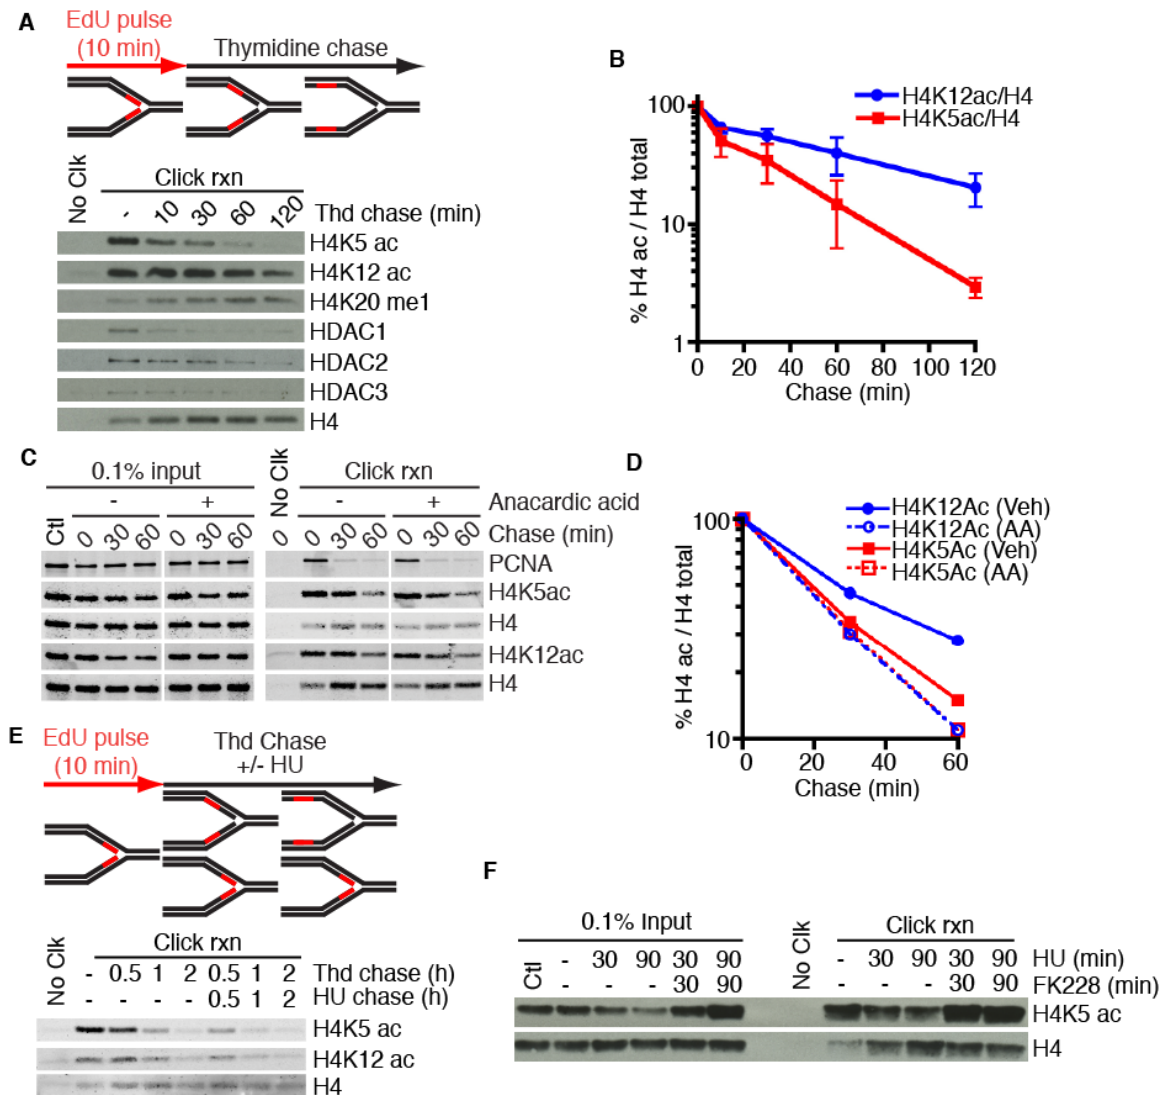 A
EdU pulse
(10 min)
Thymidine chase
No Clk
Click rxn
- 10 30 60 120 Thd chase (min)
H4K5 ac
H4K12 ac
H4K20 me1
HDAC1
HDAC2
HDAC3
H4
B
H4K12ac/H4
H4K5ac/H4
% H4 ac / H4 total
100
10
1
0 20 40 60 80 100 120
Chase (min)
C
0.1% input
No Clk
Click rxn
- + - + Anacardic acid
Ctl 0 30 60 0 30 60 0 0 30 60 0 30 60 Chase (min)
PCNA
H4K5ac
H4
H4K12ac
H4
D
H4K12Ac (Veh)
H4K12Ac (AA)
H4K5Ac (Veh)
H4K5Ac (AA)
% H4 ac / H4 total
100
10
0 20 40 60
Chase (min)
E
EdU pulse
(10 min)
Thd Chase
+/- HU
No Clk
Click rxn
- 0.5 1 2 0.5 1 2 Thd chase (h)
- - - - 0.5 1 2 HU chase (h)
H4K5 ac
H4K12 ac
H4
F
0.1% Input
No Clk
Click rxn
Ctl - 30 90 30 90 - 30 90 30 90 HU (min)
- - - 30 90 - - - 30 90 FK228 (min)
H4K5 ac
H4